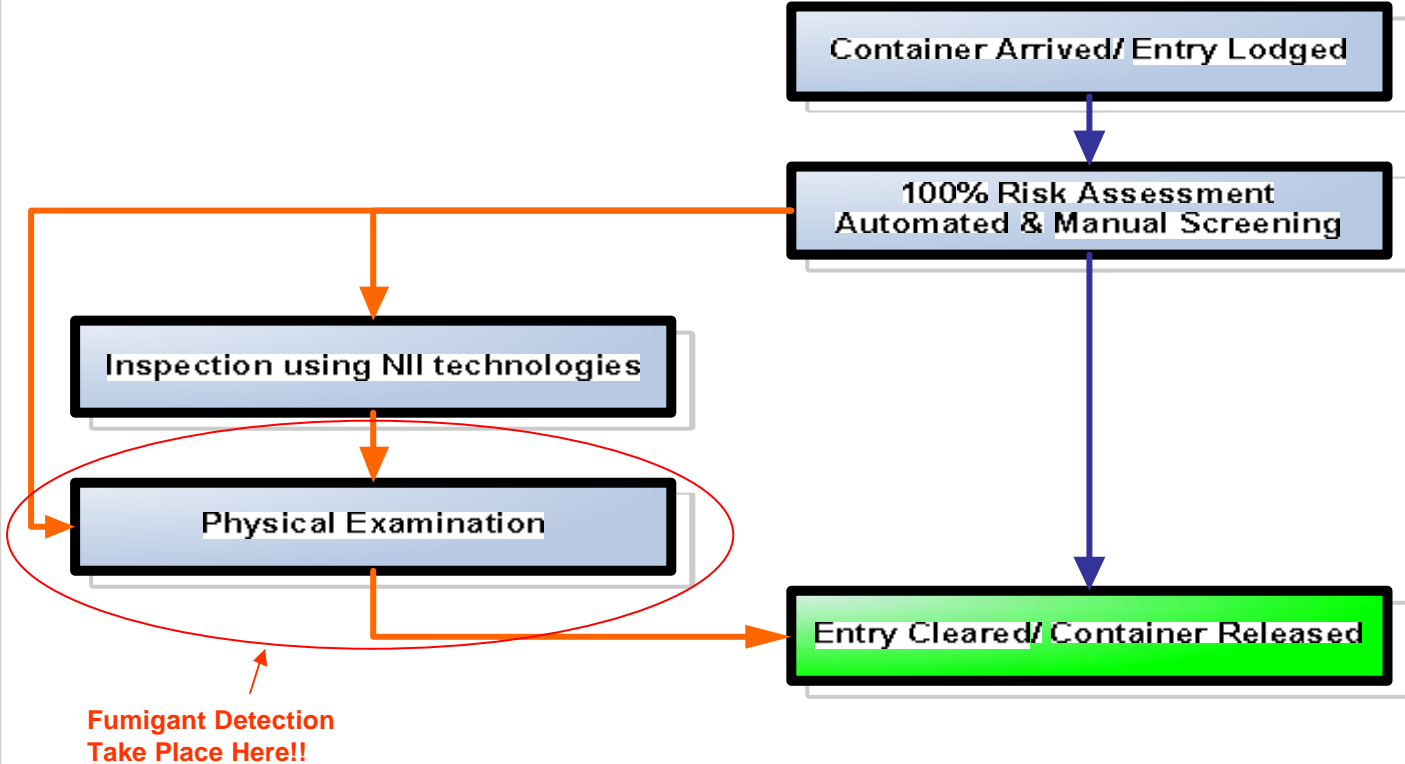 Container Arrived/ Entry Lodged
100% Risk Assessment
Automated & Manual Screening
Inspection using NII technologies
Physical Examination
Entry Cleared/ Container Released
Fumigant Detection
Take Place Here!!